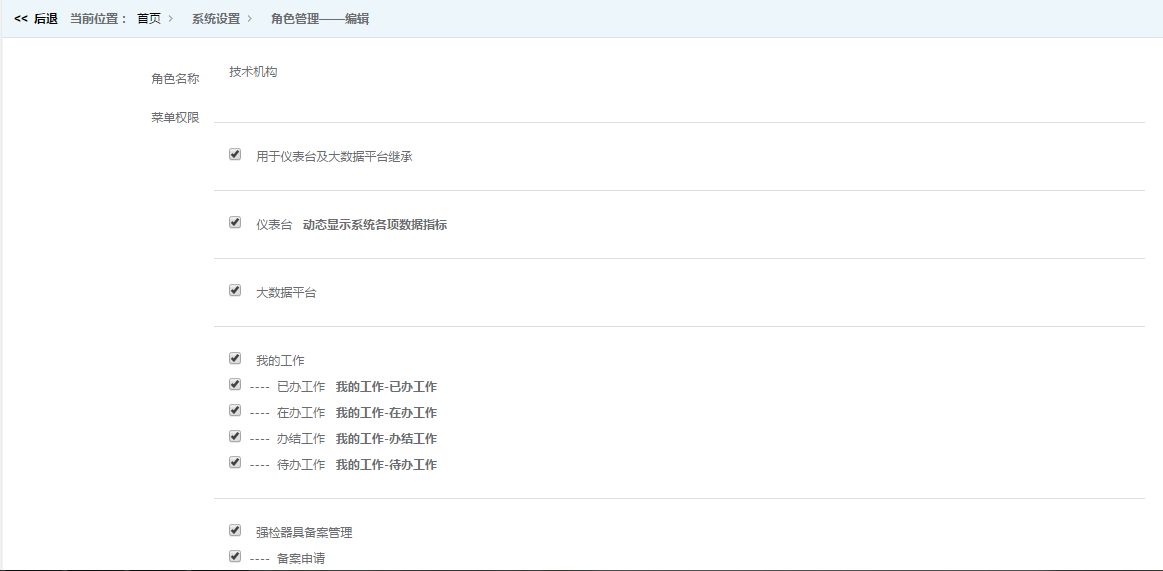 << 后退 当前位置： 首页 > 系统设置 > 角色管理——编辑
角色名称 技术机构
菜单权限
用于仪表台及大数据平台继承
仪表台 动态显示系统各项数据指标
大数据平台
我的工作
---- 已办工作 我的工作-已办工作
---- 在办工作 我的工作-在办工作
---- 办结工作 我的工作-办结工作
---- 待办工作 我的工作-待办工作
强检器具备案管理
---- 备案申请